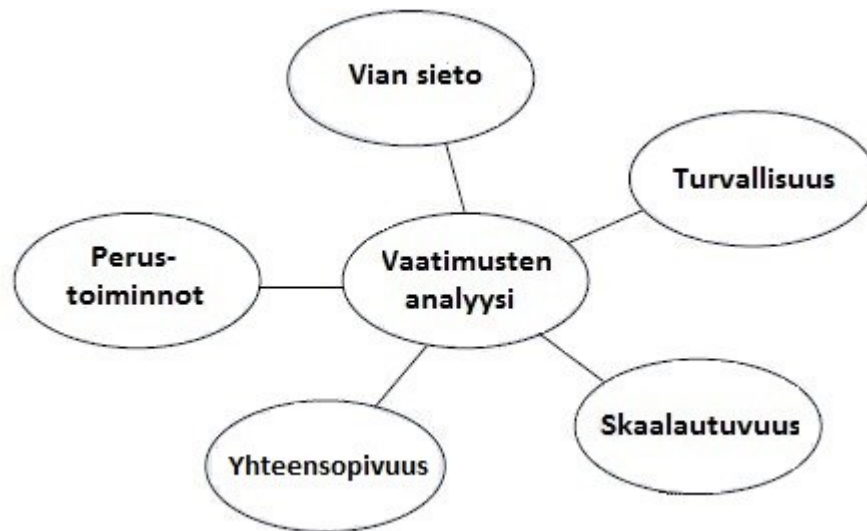 Vian sieto
Turvallisuus
Perus-
toiminnot
Vaatimusten
analyysi
Skaalautuvuus
Yhteensopivuus